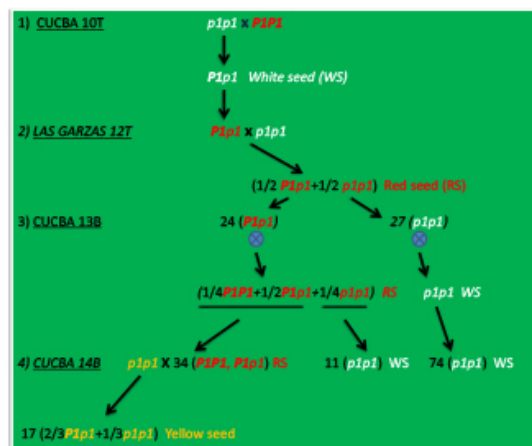 1) CUCBA 10T p1p1 x P1P1
P1p1 White seed (WS)
2) LAS GARZAS 12T P1p1 x p1p1
(1/2 P1p1+1/2 p1p1) Red seed (RS)
3) CUCBA 13B 24 (P1p1) 27 (p1p1)
(1/4P1P1+1/2P1p1+1/4p1p1) RS p1p1 WS
4) CUCBA 14B p1p1 X 34 (P1P1, P1p1) RS 11 (p1p1) WS 74 (p1p1) WS
17 (2/3P1p1+1/3p1p1) Yellow seed